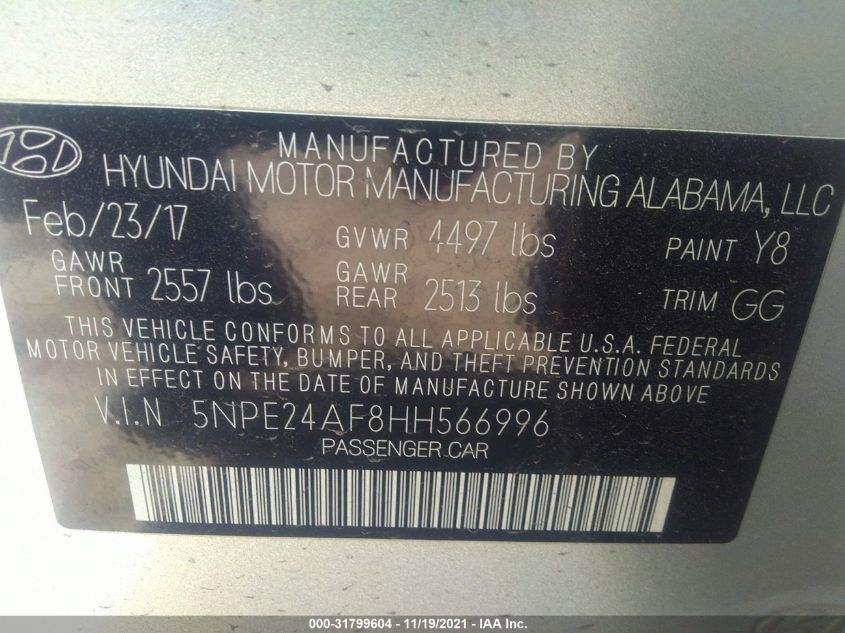 MANUFACTURED BY
HYUNDAI MOTOR MANUFACTURING ALABAMA, LLC
Feb/23/17 GVWR 4497 lbs PAINT Y8
GAWR FRONT 2557 lbs GAWR REAR 2513 lbs TRIM GG
THIS VEHICLE CONFORMS TO ALL APPLICABLE U.S.A. FEDERAL
MOTOR VEHICLE SAFETY, BUMPER, AND THEFT PREVENTION STANDARDS
IN EFFECT ON THE DATE OF MANUFACTURE SHOWN ABOVE
V.I.N 5NPE24AF8HH566996
PASSENGER CAR
000-31799604 - 11/19/2021 - IAA Inc.